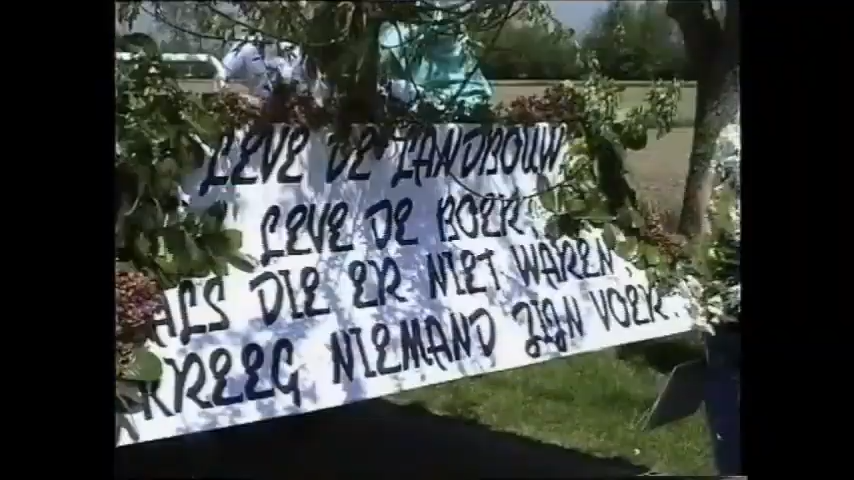 LEVE DE LANDBOUW,
LEVE DE BOER
ALS DIE ER NIET WAREN,
KREEG NIEMAND ZIJN VOER.